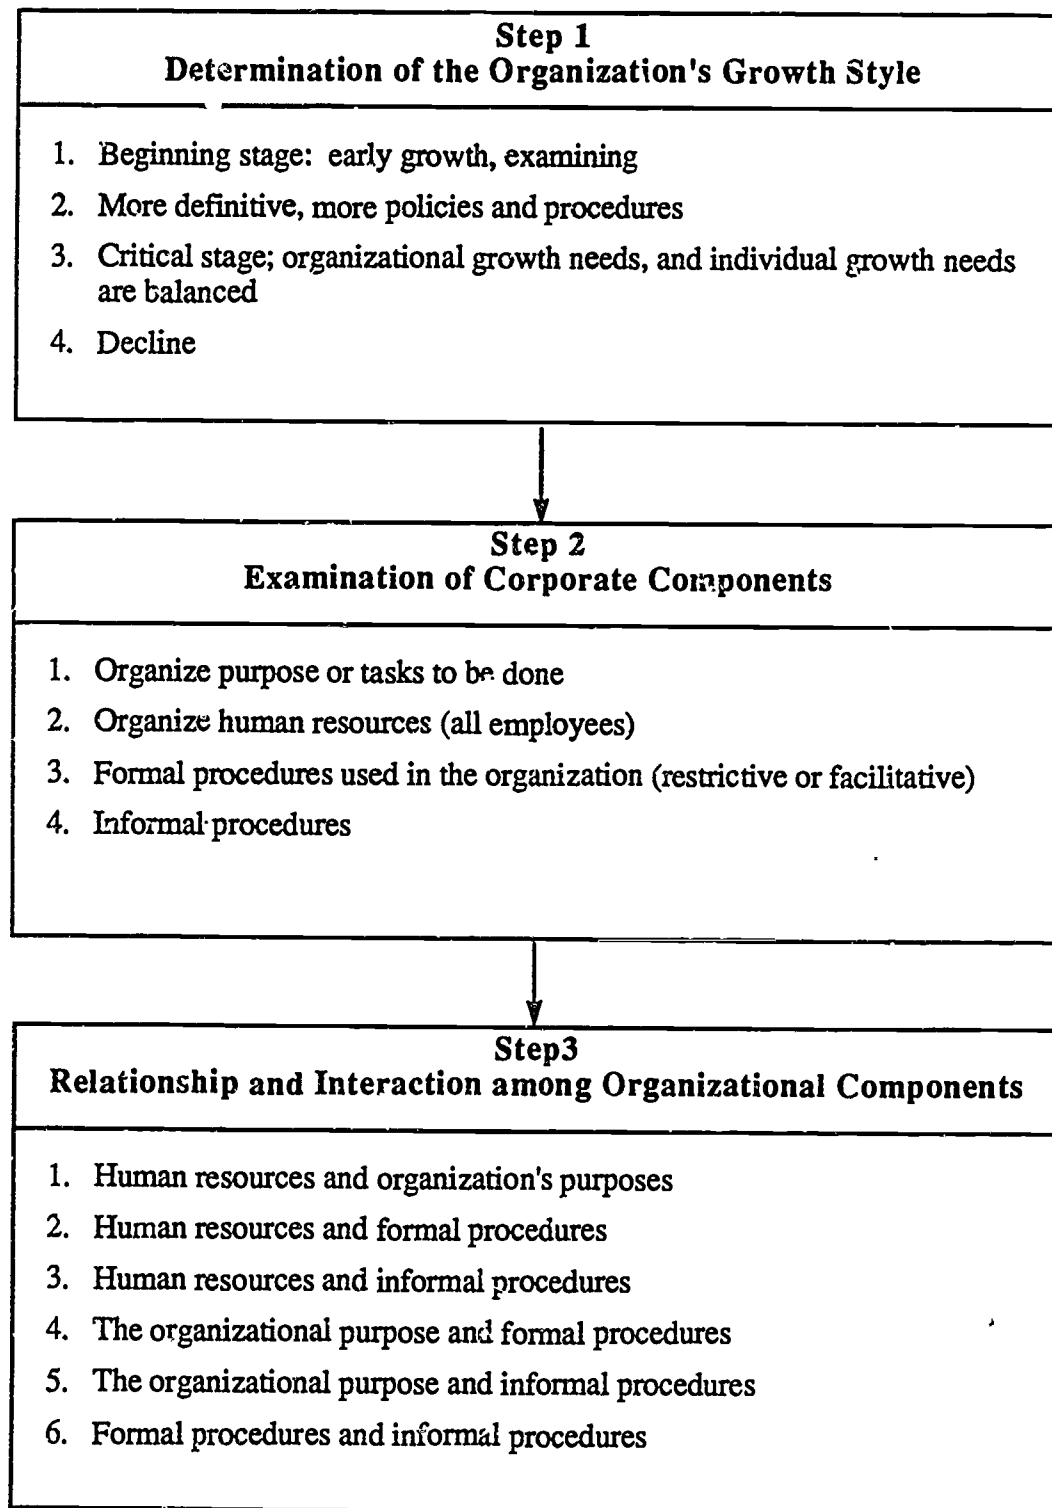 Step 1
Determination of the Organization's Growth Style
1. Beginning stage: early growth, examining
2. More definitive, more policies and procedures
3. Critical stage; organizational growth needs, and individual growth needs
are balanced
4. Decline
Step 2
Examination of Corporate Components
1. Organize purpose or tasks to be done
2. Organize human resources (all employees)
3. Formal procedures used in the organization (restrictive or facilitative)
4. Informal procedures
Step3
Relationship and Interaction among Organizational Components
1. Human resources and organization's purposes
2. Human resources and formal procedures
3. Human resources and informal procedures
4. The organizational purpose and formal procedures
5. The organizational purpose and informal procedures
6. Formal procedures and informal procedures